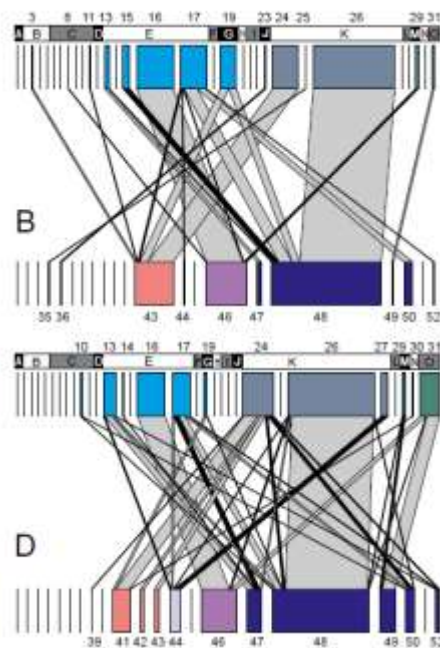 3 8 11 13 15 16 17 19 23 24 25 26 29 31
A B C D E G J K M
B
35 36 43 44 46 47 48 49 50 52
10 13 14 16 17 19 24 26 27 29 30 31
A B C D E G J K M N
D
39 41 42 43 44 46 47 48 49 50 52